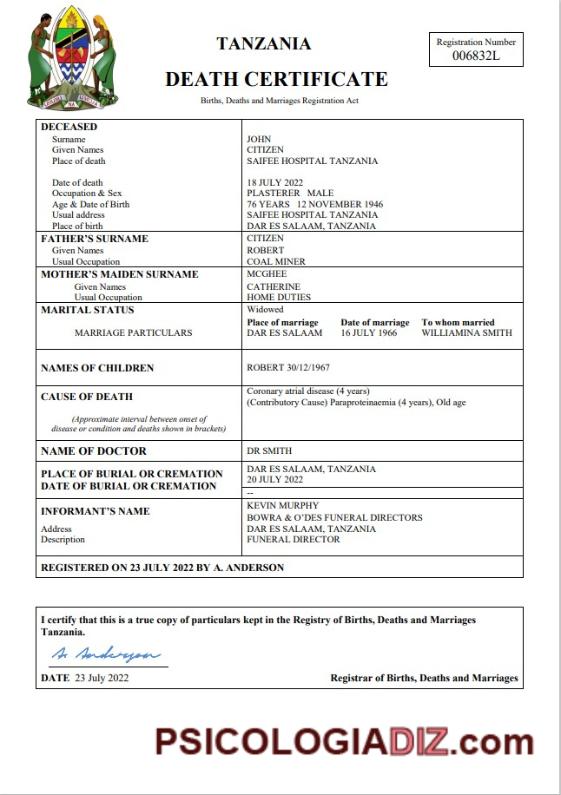 TANZANIA
Registration Number
006832L
DEATH CERTIFICATE
Births, Deaths and Marriages Registration Act
DECEASED
Surname JOHN
Given Names CITIZEN
Place of death SAIFEE HOSPITAL TANZANIA
Date of death 18 JULY 2022
Occupation & Sex PLASTERER MALE
Age & Date of Birth 76 YEARS 12 NOVEMBER 1946
Usual address SAIFEE HOSPITAL TANZANIA
Place of birth DAR ES SALAAM, TANZANIA
FATHER'S SURNAME CITIZEN
Given Names ROBERT
Usual Occupation COAL MINER
MOTHER'S MAIDEN SURNAME MCGHEE
Given Names CATHERINE
Usual Occupation HOME DUTIES
MARITAL STATUS Widowed
Place of marriage Date of marriage To whom married
MARRIAGE PARTICULARS DAR ES SALAAM 16 JULY 1966 WILLIAMINA SMITH
NAMES OF CHILDREN ROBERT 30/12/1967
CAUSE OF DEATH Coronary atrial disease (4 years)
(Contributory Cause) Paraproteinaemia (4 years), Old age
(Approximate interval between onset of
disease or condition and deaths shown in brackets)
NAME OF DOCTOR DR SMITH
PLACE OF BURIAL OR CREMATION DAR ES SALAAM, TANZANIA
DATE OF BURIAL OR CREMATION 20 JULY 2022
--
INFORMANT'S NAME KEVIN MURPHY
BOWRA & O'DES FUNERAL DIRECTORS
Address DAR ES SALAAM, TANZANIA
Description FUNERAL DIRECTOR
REGISTERED ON 23 JULY 2022 BY A. ANDERSON
I certify that this is a true copy of particulars kept in the Registry of Births, Deaths and Marriages
Tanzania.
A. Anderson
DATE 23 July 2022 Registrar of Births, Deaths and Marriages
PSICOLOGIADIZ.com